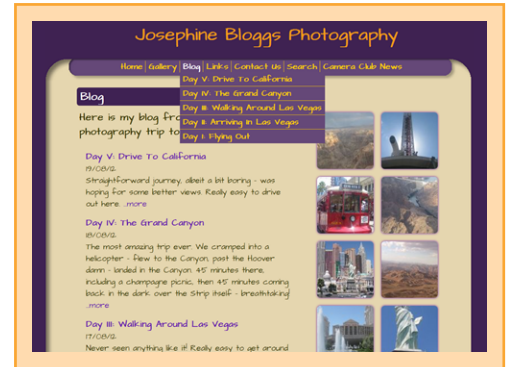 Josephine Bloggs Photography
Home Gallery Blog Links Contact Us Search Camera Club News
Day V: Drive To California
Day IV: The Grand Canyon
Day III: Walking Around Las Vegas
Day II: Arriving In Las Vegas
Day I: Flying Out
Blog
Here is my blog fro
photography trip to
Day V: Drive To California
19/08/12
Straightforward journey, albeit a bit boring - was
hoping for some better views. Really easy to drive
out here. ...more
Day IV: The Grand Canyon
18/08/12
The most amazing trip ever. We cramped into a
helicopter - flew to the Canyon, past the Hoover
damn - landed in the Canyon. 45 minutes there,
including a champagne picnic, then 45 minutes coming
back in the dark over the Strip itself - breathtaking!
...more
Day III: Walking Around Las Vegas
17/08/12
Never seen anything like it! Really easy to get around